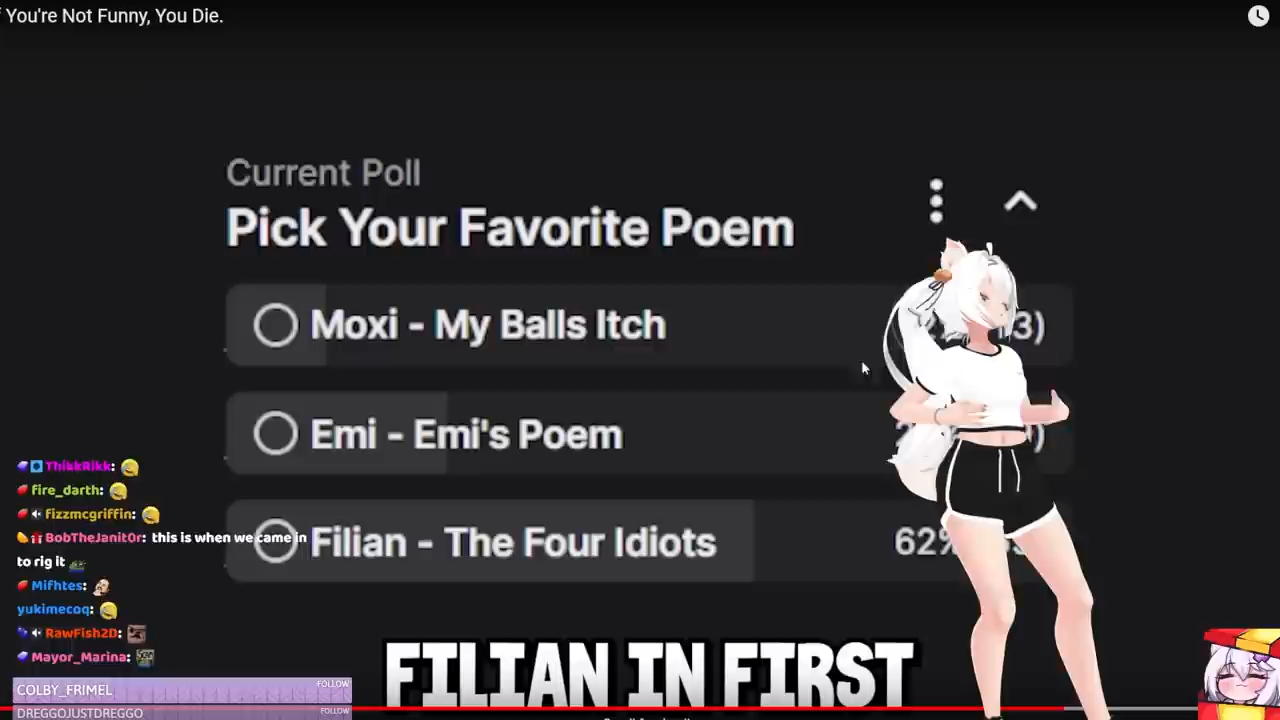 You're Not Funny, You Die.
Current Poll
Pick Your Favorite Poem
Moxi - My Balls Itch
3)
Emi - Emi's Poem
)
Filian - The Four Idiots
62%
ThikkRikk:
fire_darth:
fizzmcgriffin:
BobTheJanit0r: this is when we came in
to rig it
Mifhtes:
yukimecoq:
RawFish2D:
Mayor_Marina:
FILIAN IN FIRST
COLBY_FRIMEL FOLLOW
DREGGOJUSTDREGGO FOLLOW